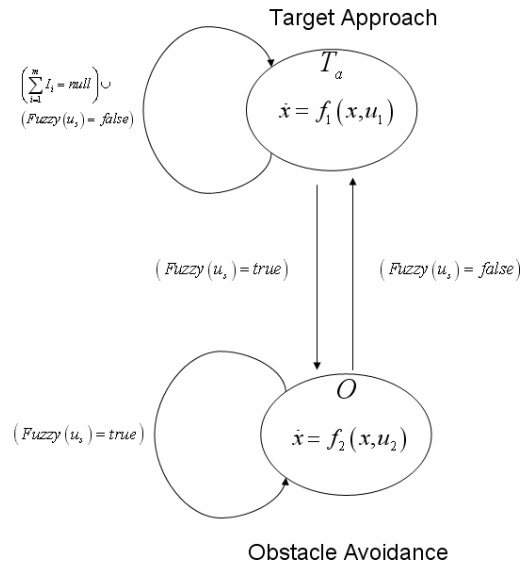 Target Approach
(∑_{i=1}^{m} I_i = null) ∪
(Fuzzy(u_s) = false)
T_a
ẋ = f_1(x,u_1)
(Fuzzy(u_s) = true)
(Fuzzy(u_s) = false)
O
ẋ = f_2(x,u_2)
(Fuzzy(u_s) = true)
Obstacle Avoidance